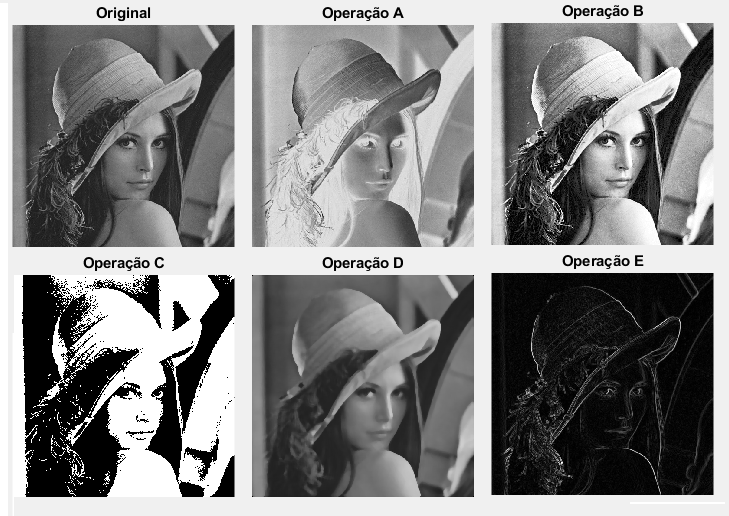 Original
Operação A
Operação B
Operação C
Operação D
Operação E